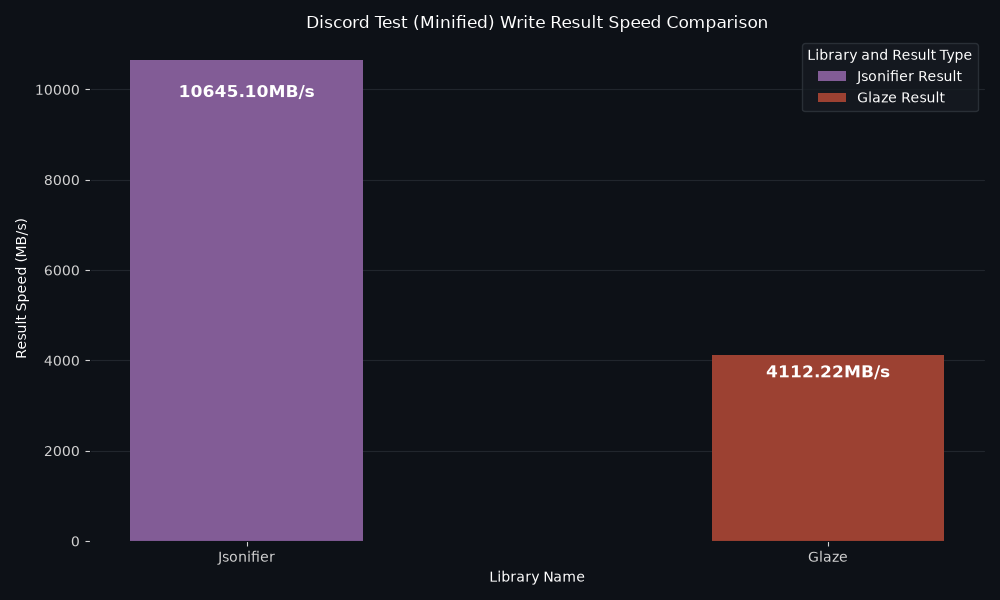 Discord Test (Minified) Write Result Speed Comparison
Library and Result Type
Jsonifier Result
Glaze Result
10645.10MB/s
4112.22MB/s
Result Speed (MB/s)
10000
8000
6000
4000
2000
0
Jsonifier
Glaze
Library Name